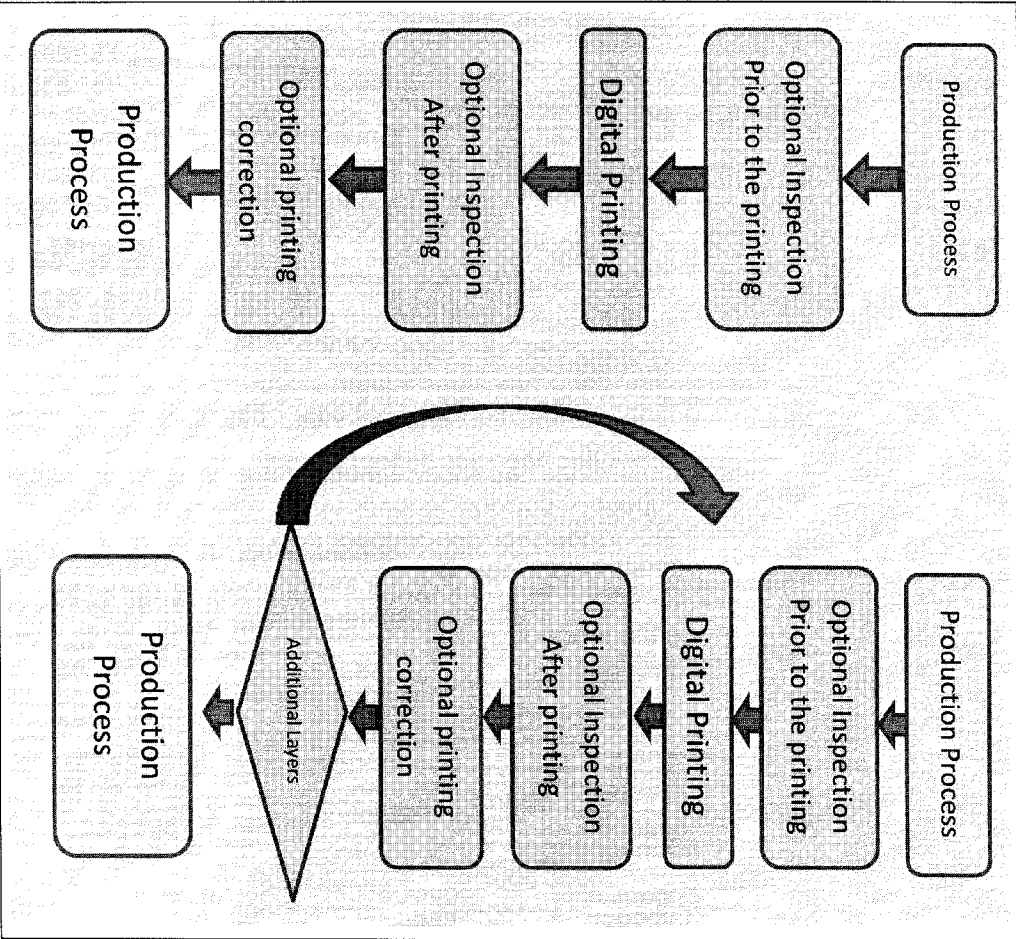 Production Process
Optional Inspection
Prior to the printing
Digital Printing
Optional Inspection
After printing
Optional printing
correction
Production
Process
Production Process
Optional Inspection
Prior to the printing
Digital Printing
Optional Inspection
After printing
Optional printing
correction
Additional Layers
Production
Process